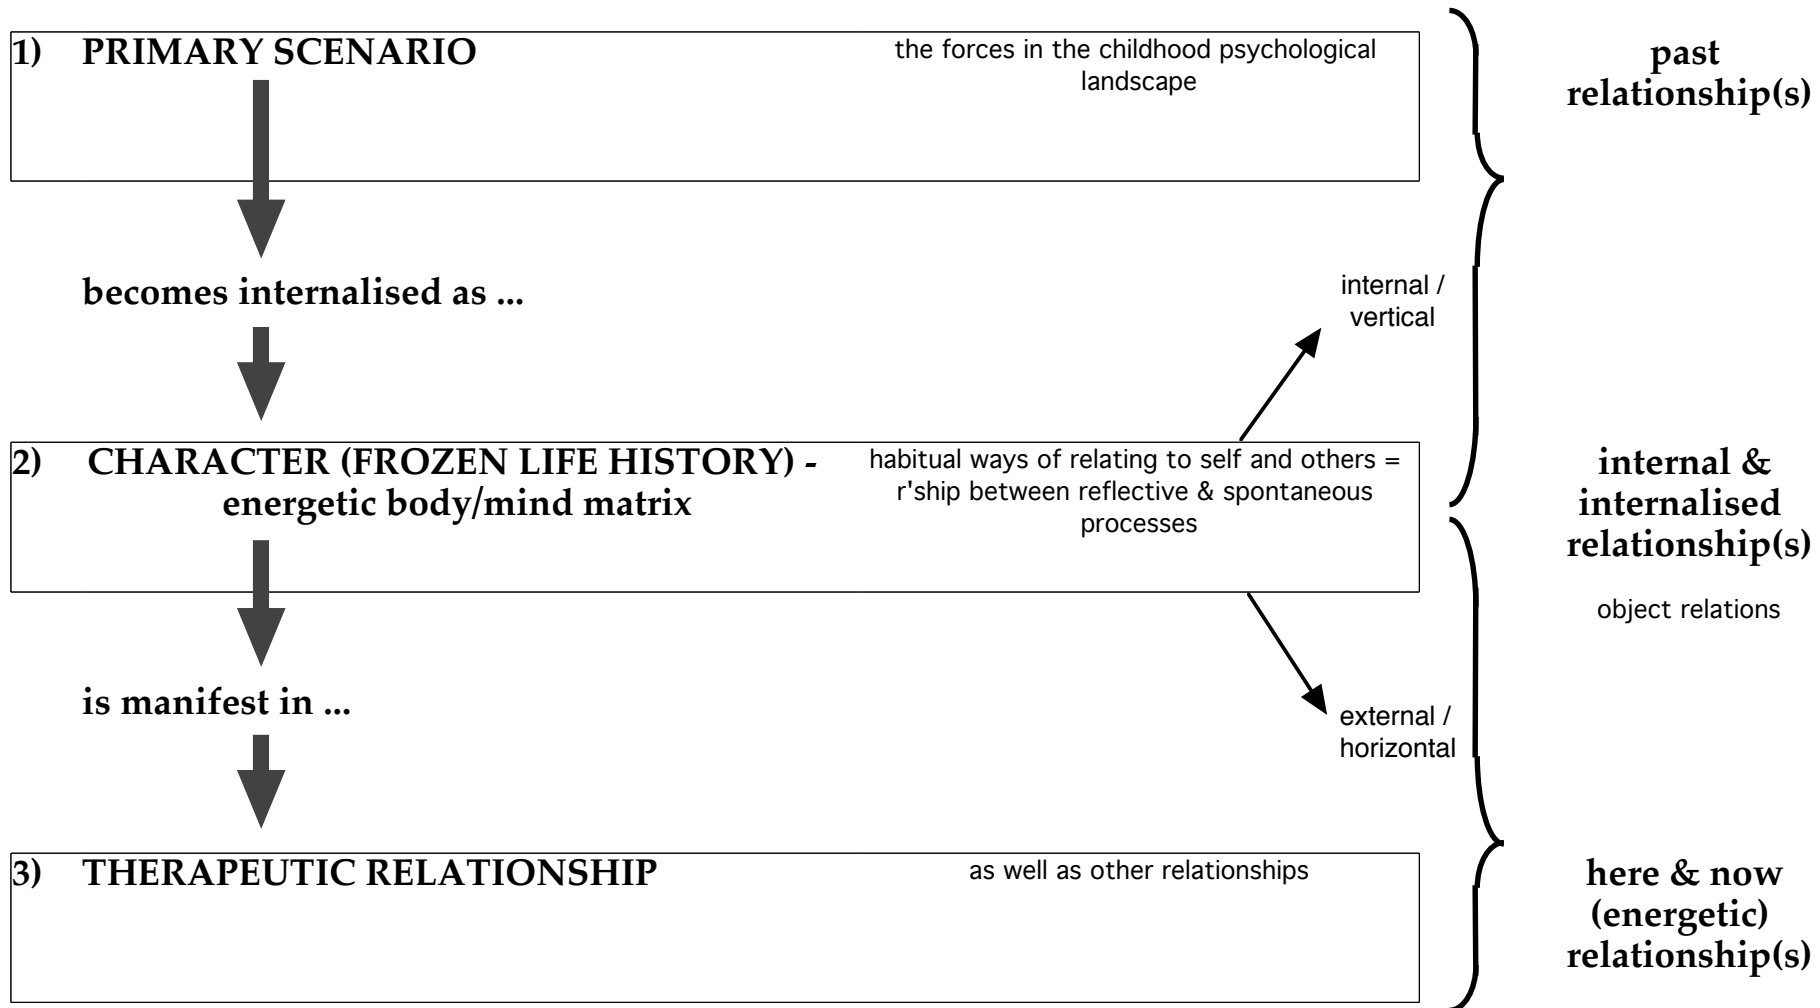 1) PRIMARY SCENARIO
the forces in the childhood psychological
landscape
past
relationship(s)
becomes internalised as ...
internal /
vertical
2) CHARACTER (FROZEN LIFE HISTORY) -
energetic body/mind matrix
habitual ways of relating to self and others =
r'ship between reflective & spontaneous
processes
internal &
internalised
relationship(s)
object relations
is manifest in ...
external /
horizontal
3) THERAPEUTIC RELATIONSHIP
as well as other relationships
here & now
(energetic)
relationship(s)